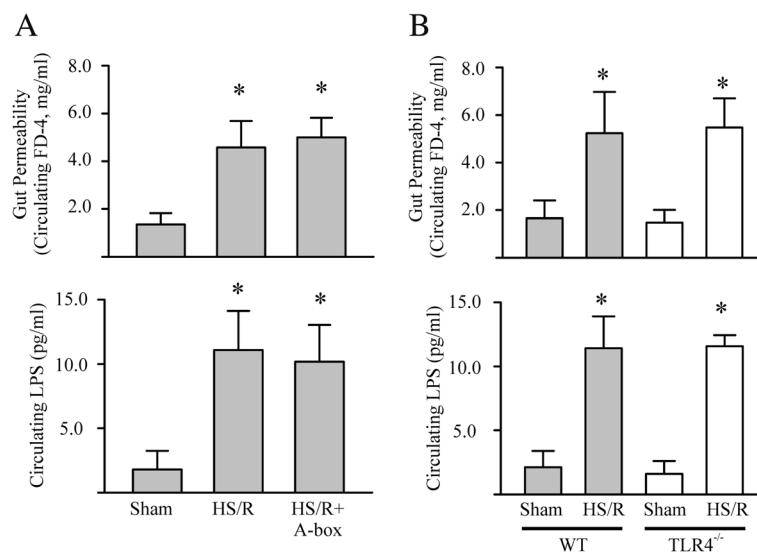 A
Gut Permeability
(Circulating FD-4, mg/ml)
8.0
6.0
4.0
2.0
*
*
Circulating LPS (pg/ml)
15.0
10.0
5.0
*
*
Sham
HS/R
HS/R+
A-box
B
Gut Permeability
(Circulating FD-4, mg/ml)
8.0
6.0
4.0
2.0
*
*
Circulating LPS (pg/ml)
15.0
10.0
5.0
*
*
Sham HS/R Sham HS/R
WT
TLR4-/-